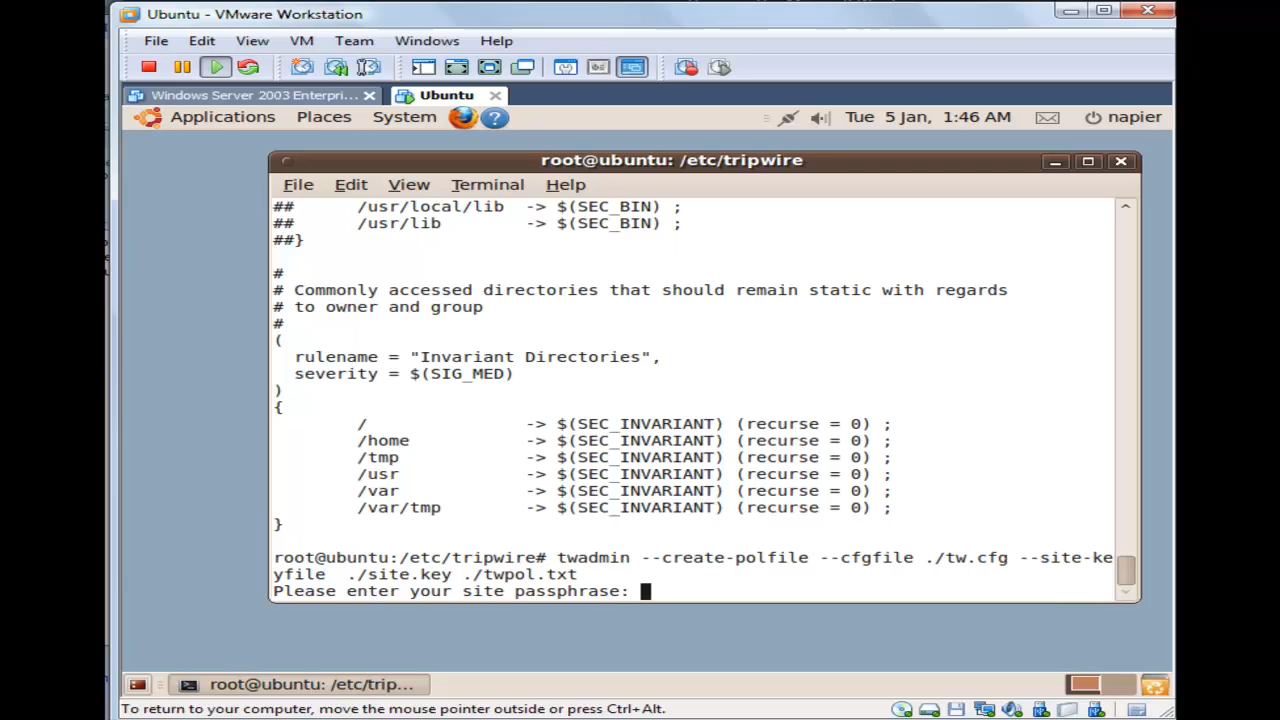 Ubuntu - VMware Workstation
File Edit View VM Team Windows Help
Windows Server 2003 Enterpri... Ubuntu
Applications Places System ? Tue 5 Jan, 1:46 AM napier
root@ubuntu: /etc/tripwire
File Edit View Terminal Help
## /usr/local/lib -> $(SEC_BIN) ;
## /usr/lib -> $(SEC_BIN) ;
##}
#
# Commonly accessed directories that should remain static with regards
# to owner and group
#
(
rulename = "Invariant Directories",
severity = $(SIG_MED)
)
{
/ -> $(SEC_INVARIANT) (recurse = 0) ;
/home -> $(SEC_INVARIANT) (recurse = 0) ;
/tmp -> $(SEC_INVARIANT) (recurse = 0) ;
/usr -> $(SEC_INVARIANT) (recurse = 0) ;
/var -> $(SEC_INVARIANT) (recurse = 0) ;
/var/tmp -> $(SEC_INVARIANT) (recurse = 0) ;
}
root@ubuntu:/etc/tripwire# twadmin --create-polfile --cfgfile ./tw.cfg --site-ke
yfile ./site.key ./twpol.txt
Please enter your site passphrase:
root@ubuntu: /etc/trip...
To return to your computer, move the mouse pointer outside or press Ctrl+Alt.